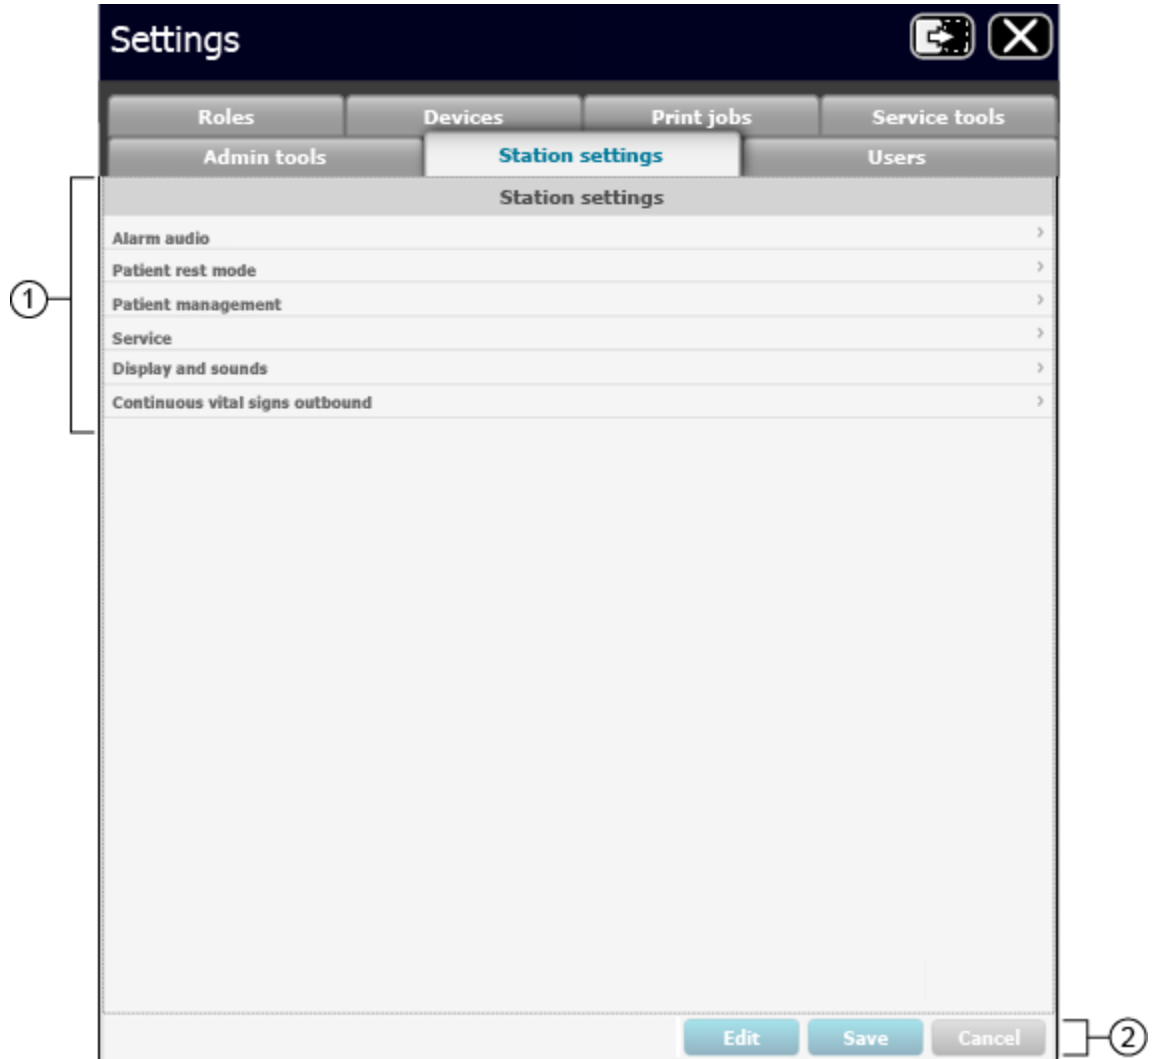 Settings
Roles Devices Print jobs Service tools
Admin tools Station settings Users
Station settings
Alarm audio
Patient rest mode
1
Patient management
Service
Display and sounds
Continuous vital signs outbound
Edit Save Cancel
2